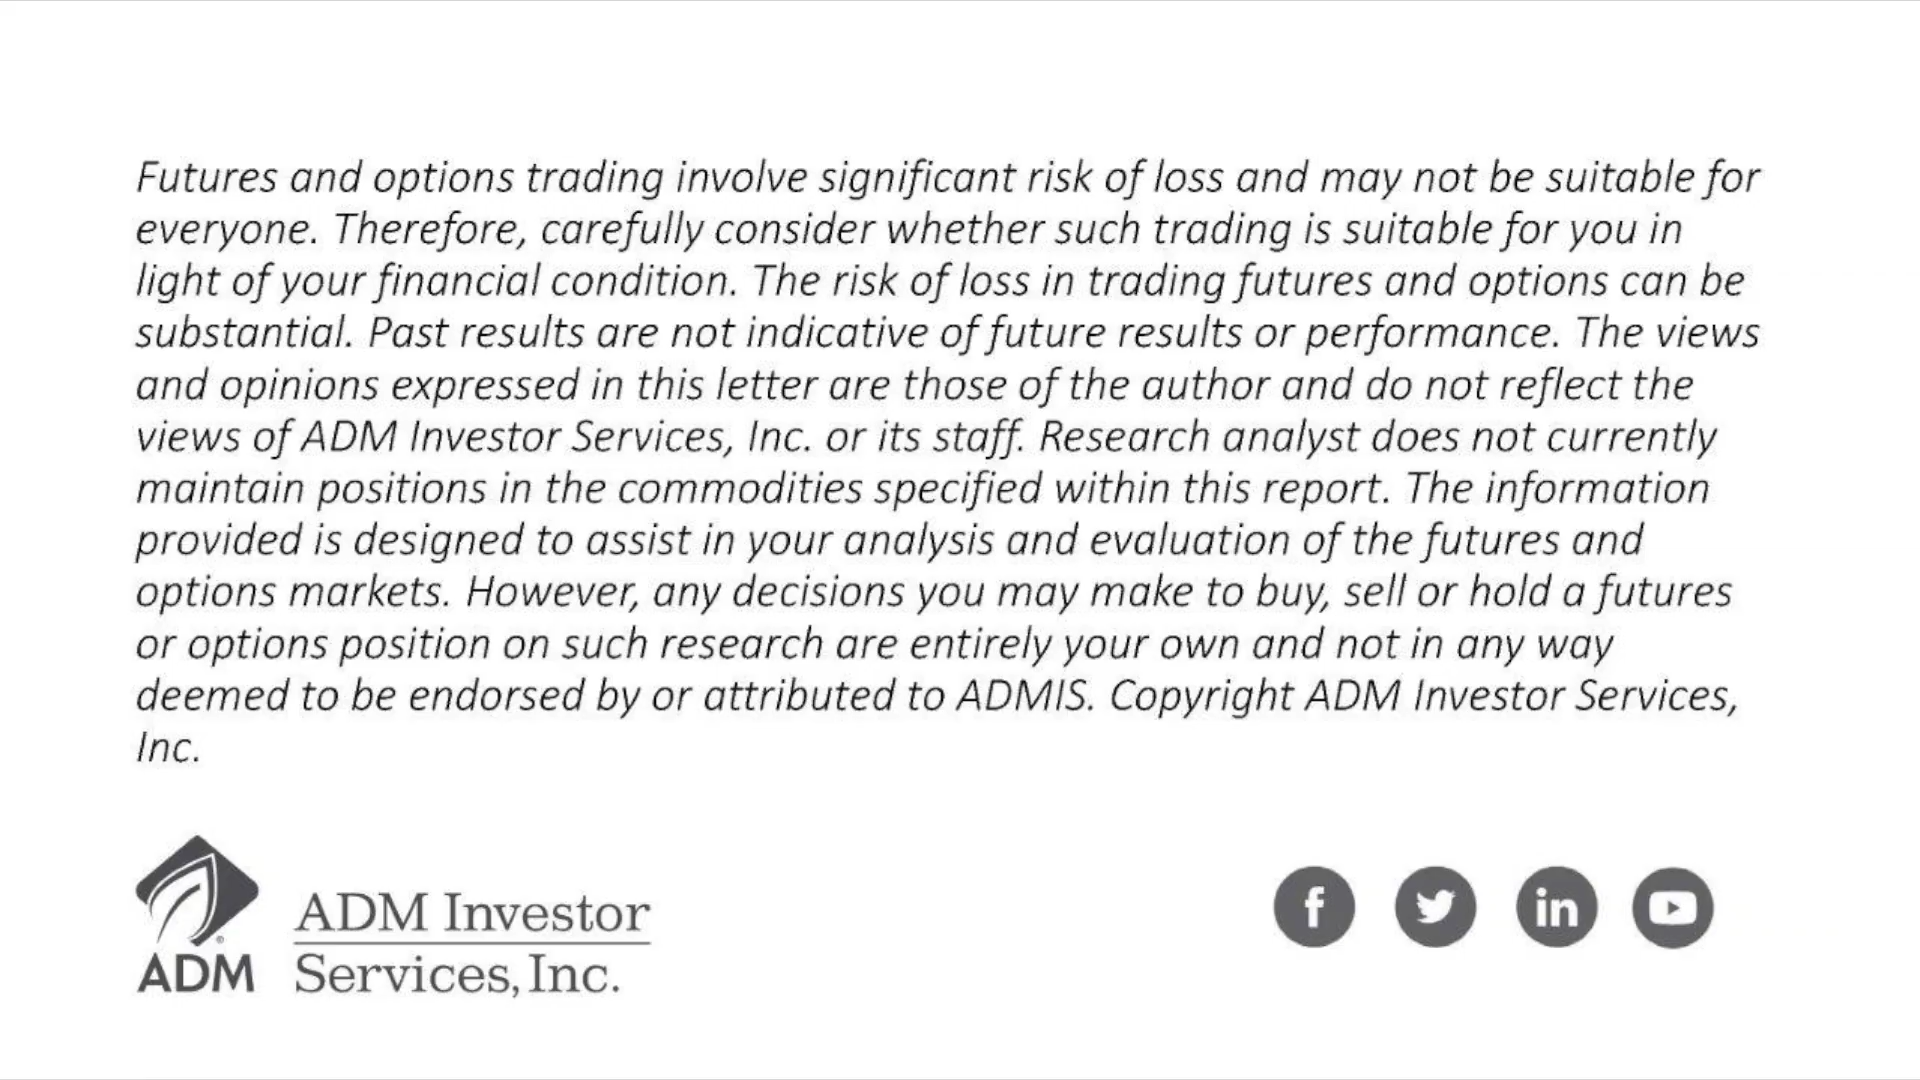 Futures and options trading involve significant risk of loss and may not be suitable for
everyone. Therefore, carefully consider whether such trading is suitable for you in
light of your financial condition. The risk of loss in trading futures and options can be
substantial. Past results are not indicative of future results or performance. The views
and opinions expressed in this letter are those of the author and do not reflect the
views of ADM Investor Services, Inc. or its staff. Research analyst does not currently
maintain positions in the commodities specified within this report. The information
provided is designed to assist in your analysis and evaluation of the futures and
options markets. However, any decisions you may make to buy, sell or hold a futures
or options position on such research are entirely your own and not in any way
deemed to be endorsed by or attributed to ADMIS. Copyright ADM Investor Services,
Inc.
ADM
ADM Investor
Services, Inc.
f
in